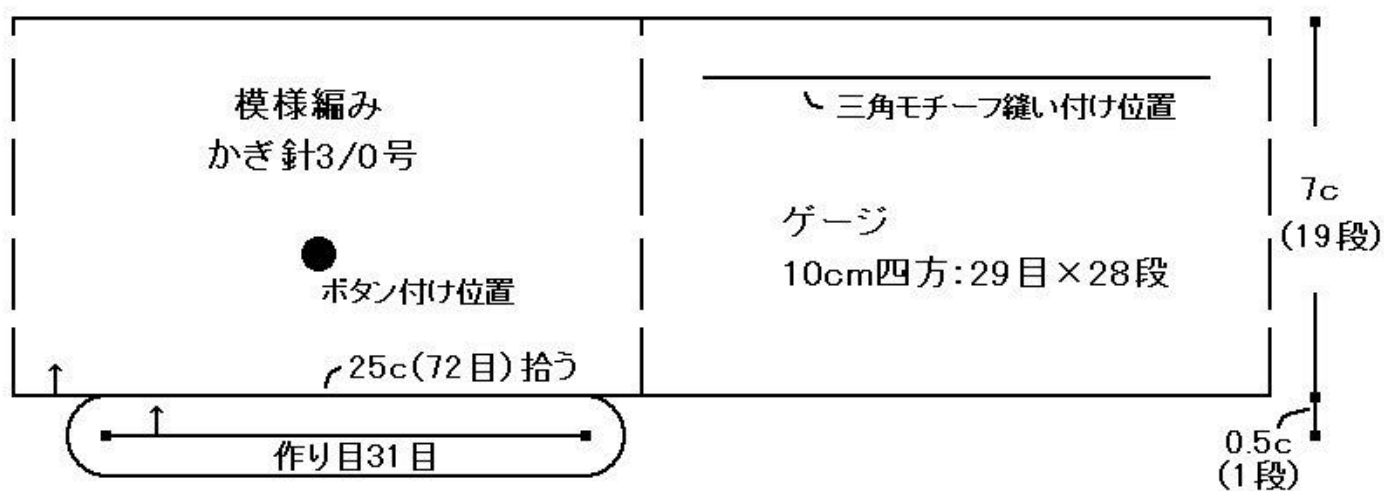 模様編み
かぎ針3/0号
ボタン付け位置
25c(72目)拾う
作り目31目
三角モチーフ縫い付け位置
ゲージ
10cm四方:29目×28段
7c
(19段)
0.5c
(1段)